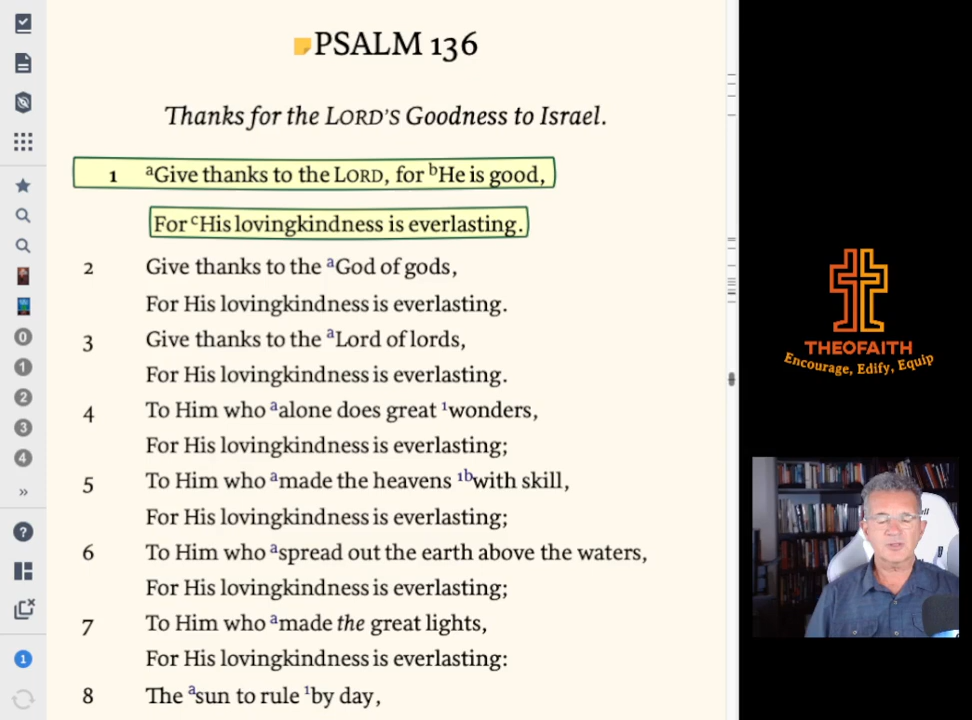 PSALM 136
Thanks for the LORD'S Goodness to Israel.
1 aGive thanks to the LORD, for bHe is good,
For cHis lovingkindness is everlasting.
2 Give thanks to the aGod of gods,
For His lovingkindness is everlasting.
3 Give thanks to the aLord of lords,
For His lovingkindness is everlasting.
4 To Him who aalone does great 1wonders,
For His lovingkindness is everlasting;
5 To Him who amade the heavens 1bwith skill,
For His lovingkindness is everlasting;
6 To Him who aspread out the earth above the waters,
For His lovingkindness is everlasting;
7 To Him who amade the great lights,
For His lovingkindness is everlasting:
8 The asun to rule 1by day,
0
1
2
3
4
»
?
1
THEOFAITH
Encourage, Edify, Equip